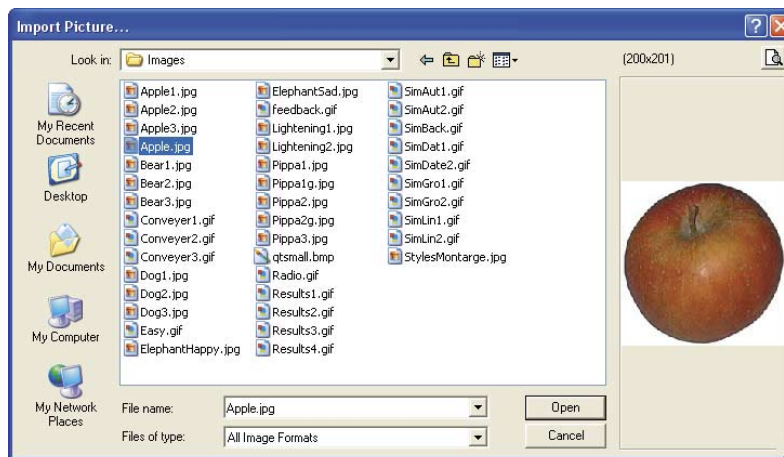 Import Picture...
Look in:
Images
(200x201)
My Recent
Documents
Desktop
My Documents
My Computer
My Network
Places
Apple1.jpg
Apple2.jpg
Apple3.jpg
Apple.jpg
Bear1.jpg
Bear2.jpg
Bear3.jpg
Conveyer1.gif
Conveyer2.gif
Conveyer3.gif
Dog1.jpg
Dog2.jpg
Dog3.jpg
Easy.gif
ElephantHappy.jpg
ElephantSad.jpg
feedback.gif
Lightening1.jpg
Lightening2.jpg
Pippa1.jpg
Pippa1g.jpg
Pippa2.jpg
Pippa2g.jpg
Pippa3.jpg
qtsmall.bmp
Radio.gif
Results1.gif
Results2.gif
Results3.gif
Results4.gif
SimAut1.gif
SimAut2.gif
SimBack.gif
SimDat1.gif
SimDate2.gif
SimGro1.gif
SimGro2.gif
SimLin1.gif
SimLin2.gif
StylesMontarge.jpg
File name:
Apple.jpg
Open
Files of type:
All Image Formats
Cancel